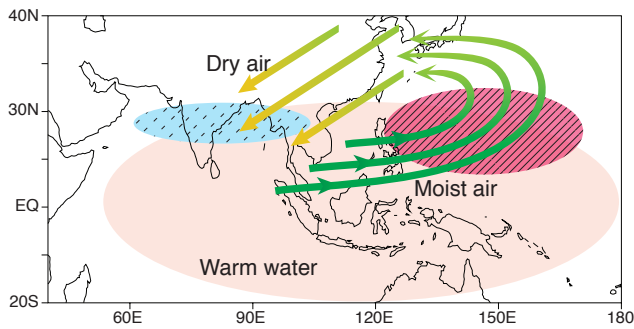 40N
Dry air
30N
Moist air
EQ
Warm water
20S
60E 90E 120E 150E 180